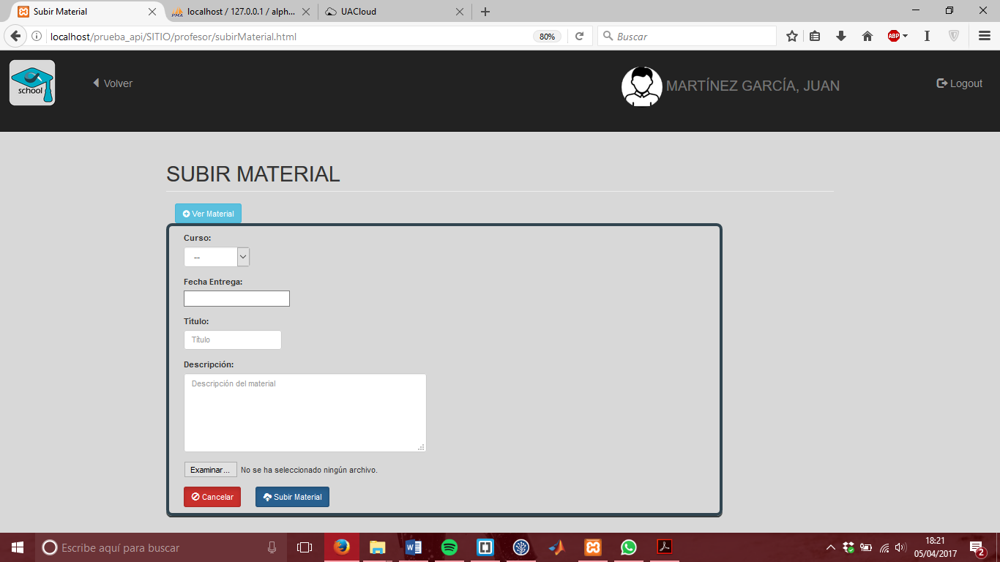 Subir Material
PMA localhost / 127.0.0.1 / alph...
UACloud
localhost/prueba_api/SITIO/profesor/subirMaterial.html
80%
Buscar
ABP
school
Volver
MARTÍNEZ GARCÍA, JUAN
Logout
SUBIR MATERIAL
Ver Material
Curso:
--
Fecha Entrega:
Título:
Título
Descripción:
Descripción del material
Examinar...
No se ha seleccionado ningún archivo.
Cancelar
Subir Material
Escribe aquí para buscar
18:21
05/04/2017
2